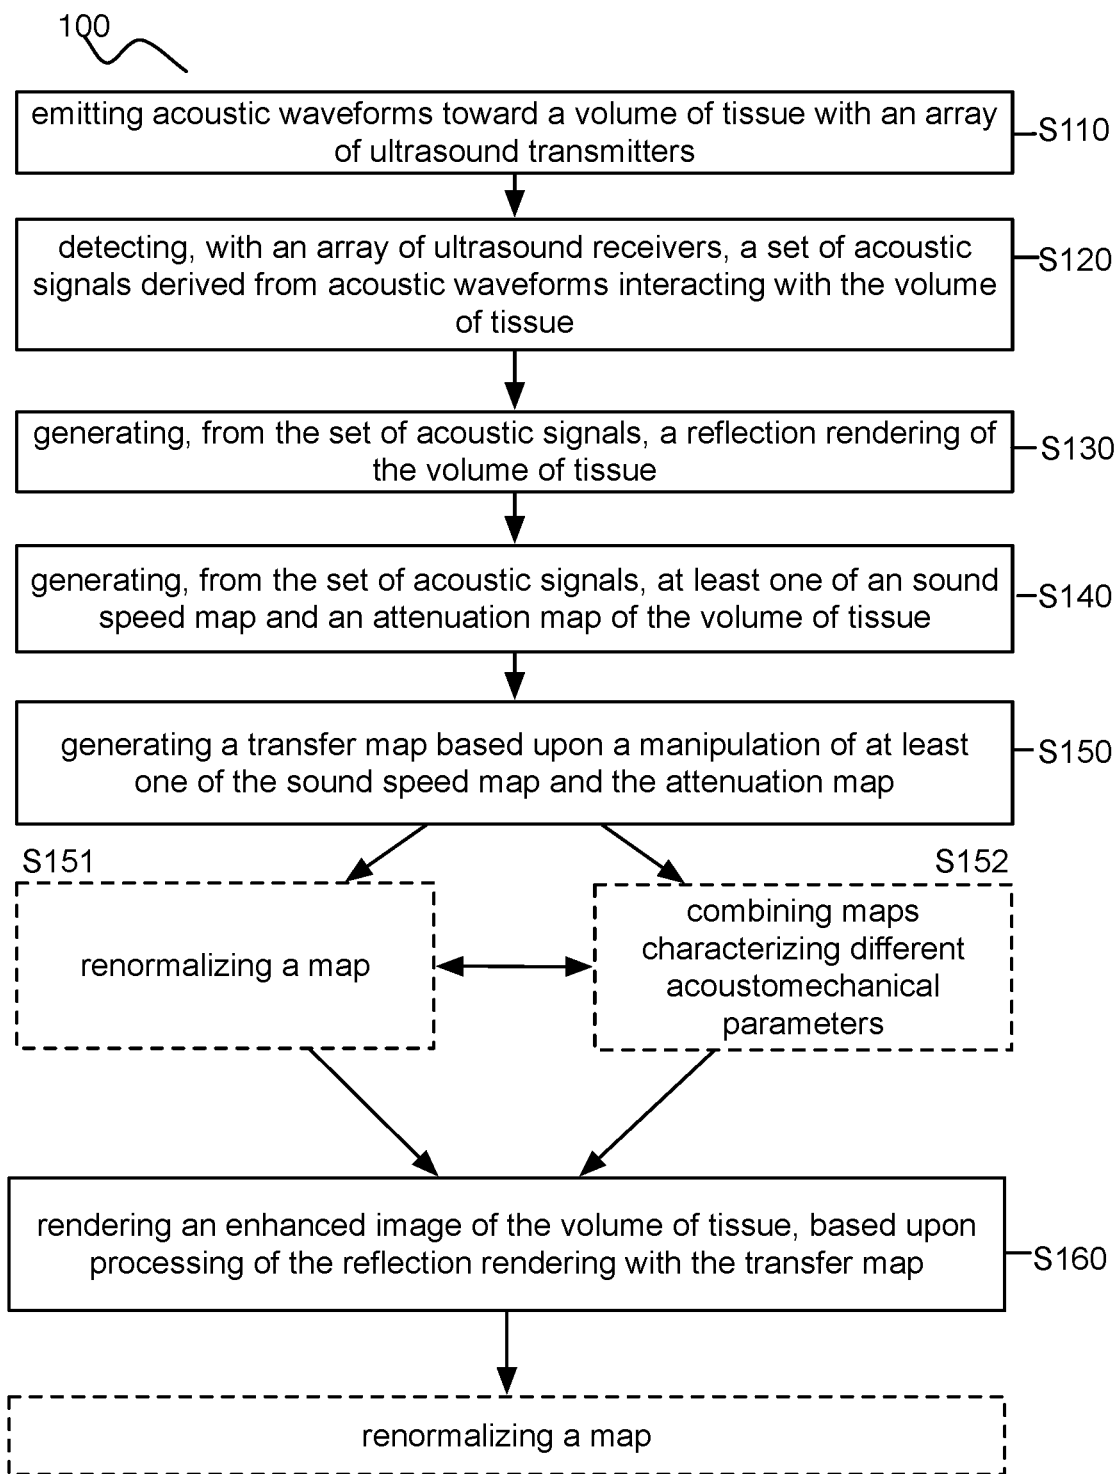 100
emitting acoustic waveforms toward a volume of tissue with an array
of ultrasound transmitters
S110
detecting, with an array of ultrasound receivers, a set of acoustic
signals derived from acoustic waveforms interacting with the volume
of tissue
S120
generating, from the set of acoustic signals, a reflection rendering of
the volume of tissue
S130
generating, from the set of acoustic signals, at least one of an sound
speed map and an attenuation map of the volume of tissue
S140
generating a transfer map based upon a manipulation of at least
one of the sound speed map and the attenuation map
S150
S151
renormalizing a map
S152
combining maps
characterizing different
acoustomechanical
parameters
rendering an enhanced image of the volume of tissue, based upon
processing of the reflection rendering with the transfer map
S160
renormalizing a map